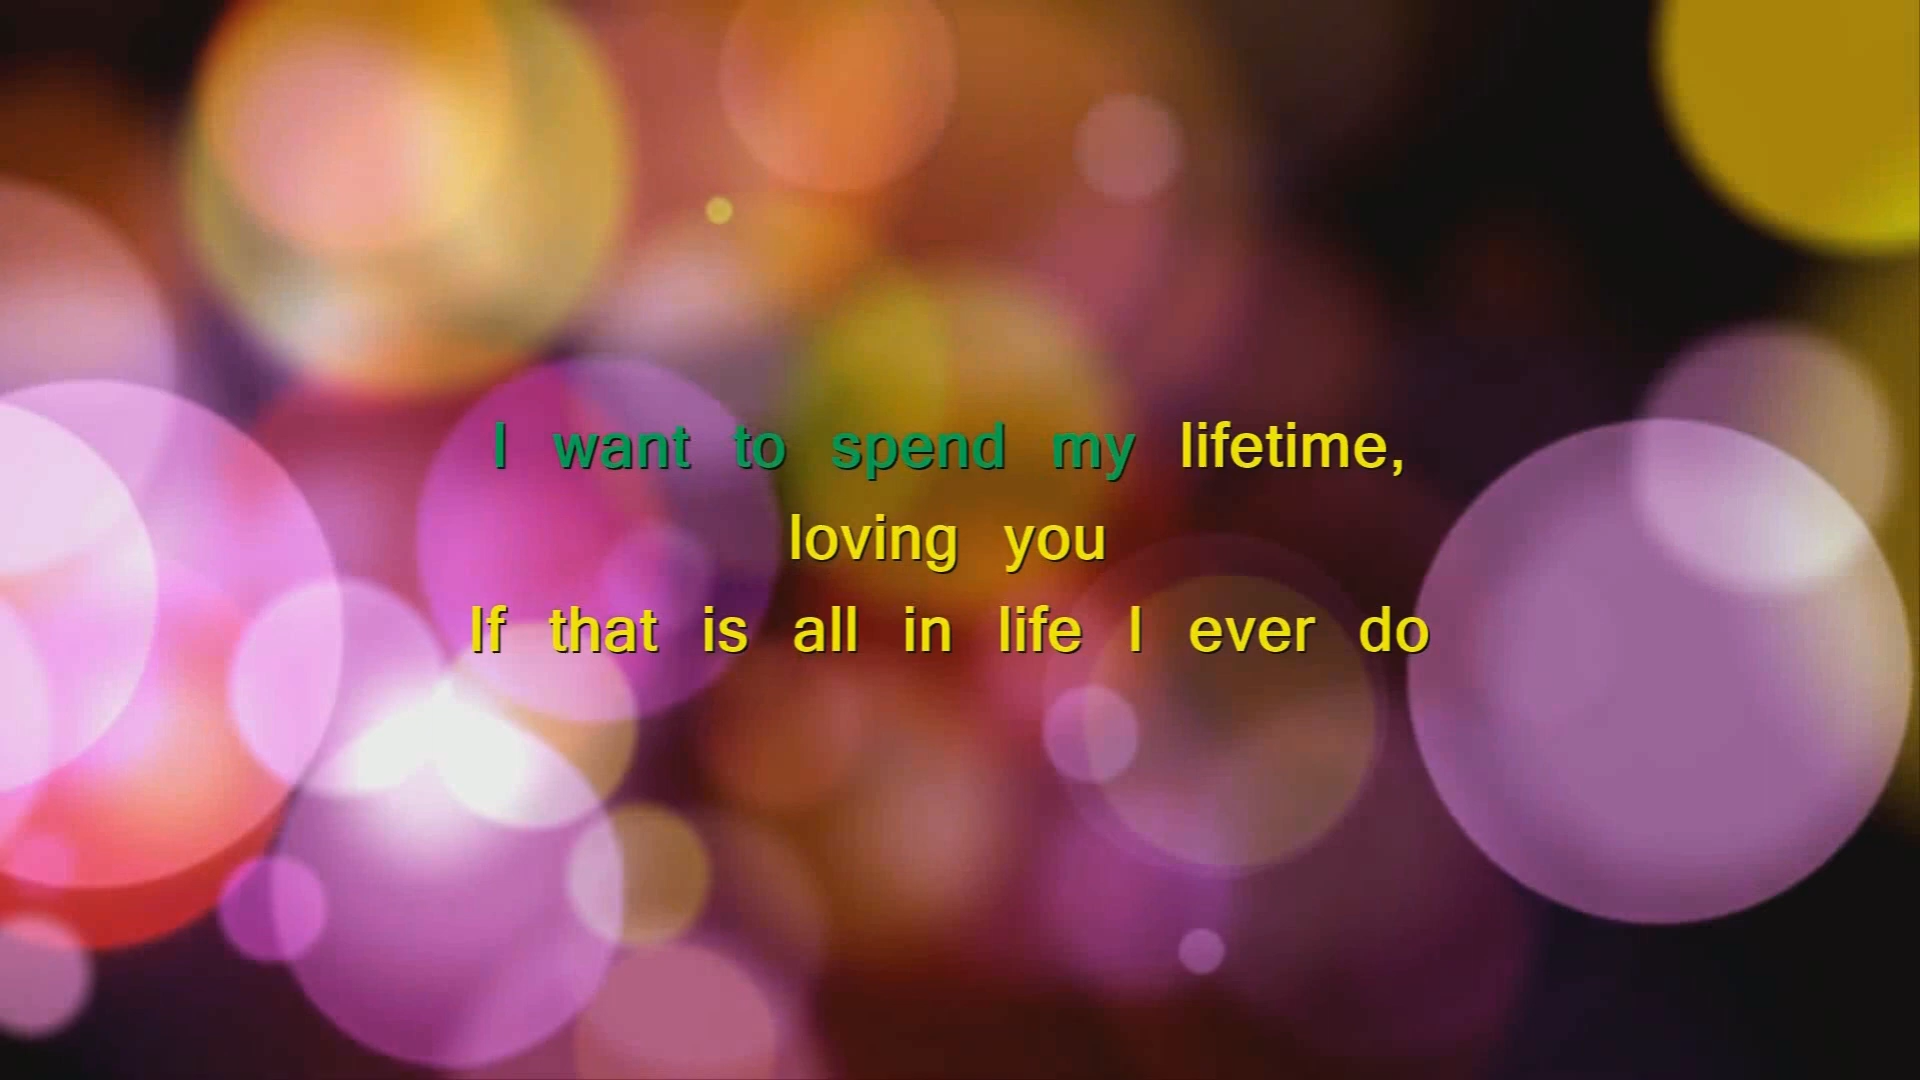 I want to spend my lifetime,
loving you
If that is all in life I ever do